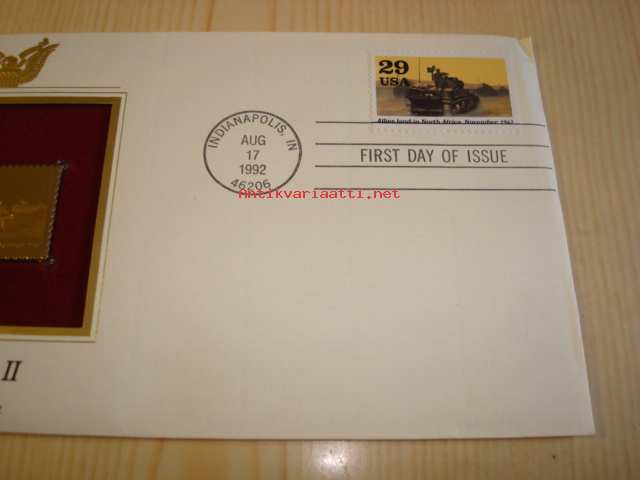 29
USA
Allies land in North Africa, November 1942
INDIANAPOLIS, IN
AUG
17
1992
46206
FIRST DAY OF ISSUE
Antikvariaatti.net
II